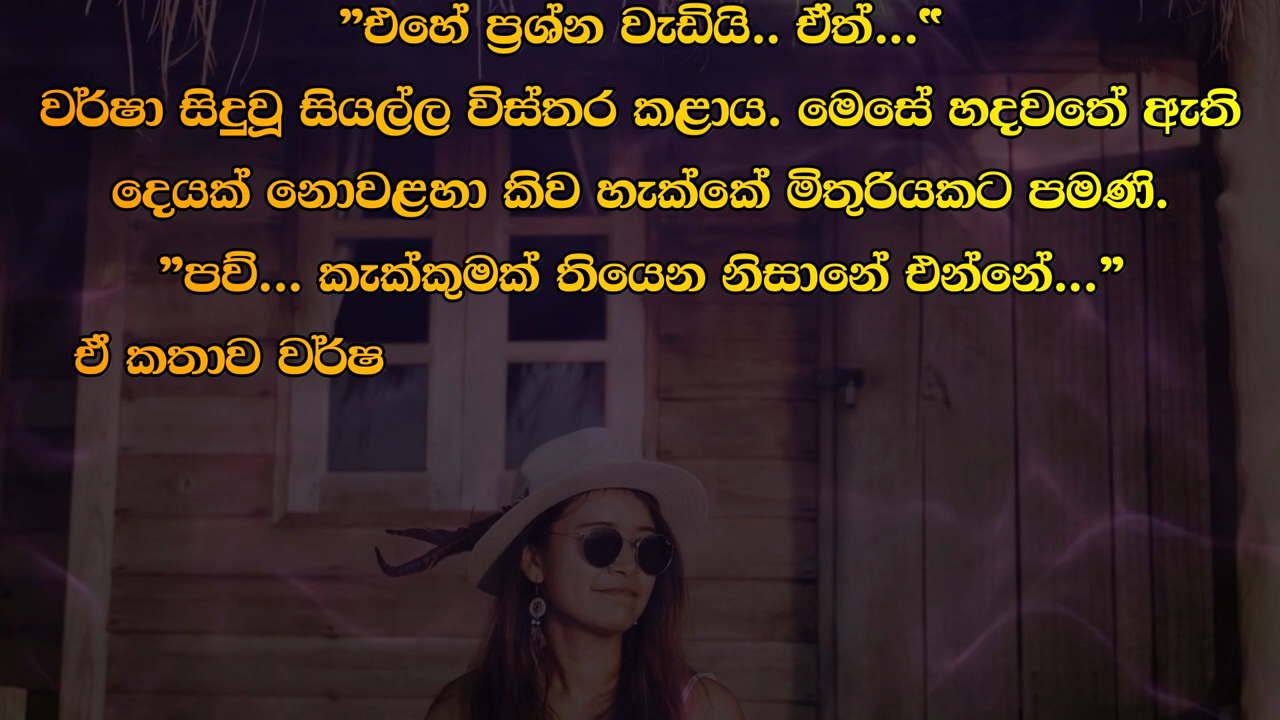 ”එහේ ප්‍රශ්න වැඩියි.. ඒත්...“
වර්ෂා සිදුවූ සියල්ල විස්තර කළාය. මෙසේ හදවතේ ඇති
දෙයක් නොවළහා කිව හැක්කේ මිතුරියකට පමණි.
”පව්... කැක්කුමක් තියෙන නිසානේ එන්නේ...”
ඒ කතාව වර්ෂ